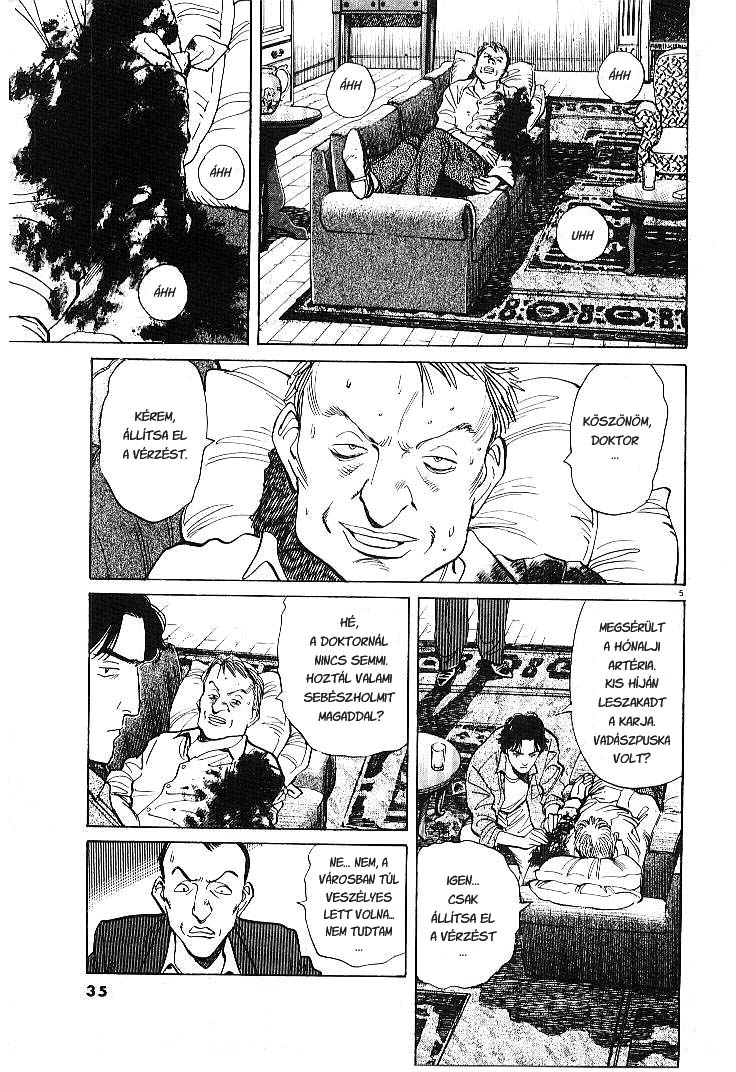 ÁHH
ÁHH
UHH
ÁHH
ÁHH
KÖSZÖNÖM,
DOKTOR
...
KÉREM,
ÁLLÍTSA EL
A VÉRZÉST.
5
MEGSÉRÜLT
A HÓNALJI
ARTÉRIA.
KIS HÍJÁN
LESZAKADT
A KARJA.
VADÁSZPUSKA
VOLT?
IGEN...
CSAK
ÁLLÍTSA EL
A VÉRZÉST
...
HÉ,
A DOKTORNÁL
NINCS SEMMI.
HOZTÁL VALAMI
SEBÉSZHOLMIT
MAGADDAL?
NE... NEM, A
VÁROSBAN TÚL
VESZÉLYES
LETT VOLNA..
NEM TUDTAM
...
35